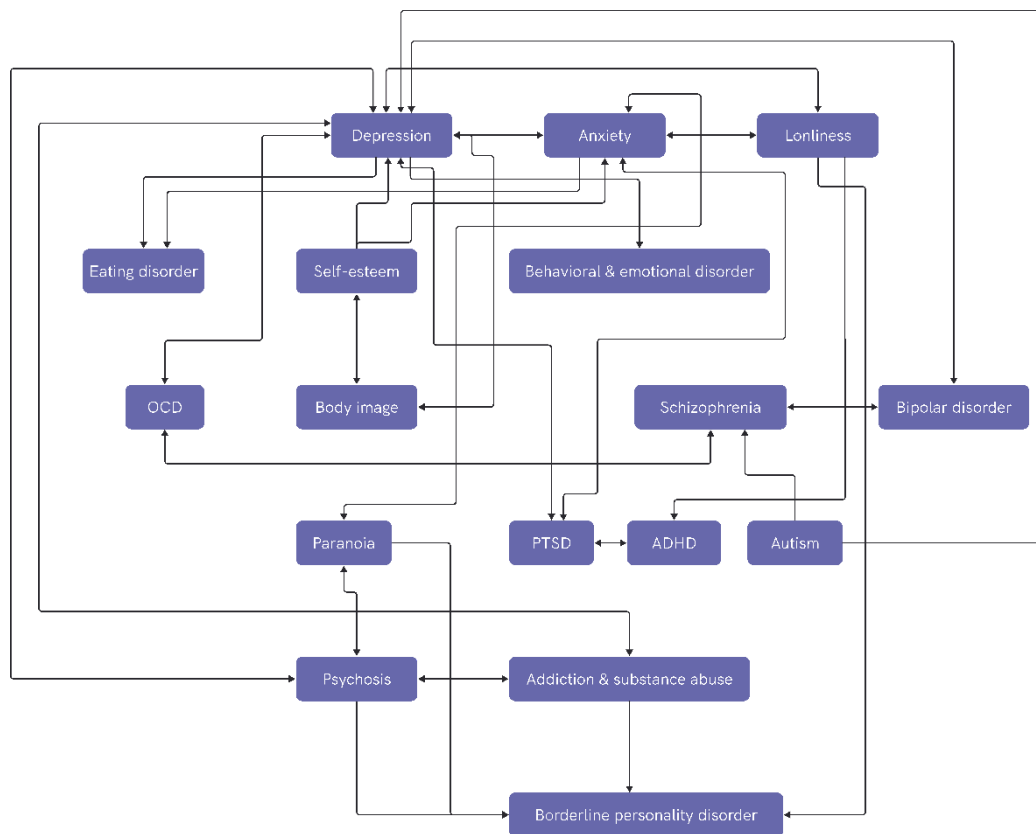 Depression
Anxiety
Lonliness
Eating disorder
Self-esteem
Behavioral & emotional disorder
OCD
Body image
Schizophrenia
Bipolar disorder
Paranoia
PTSD
ADHD
Autism
Psychosis
Addiction & substance abuse
Borderline personality disorder